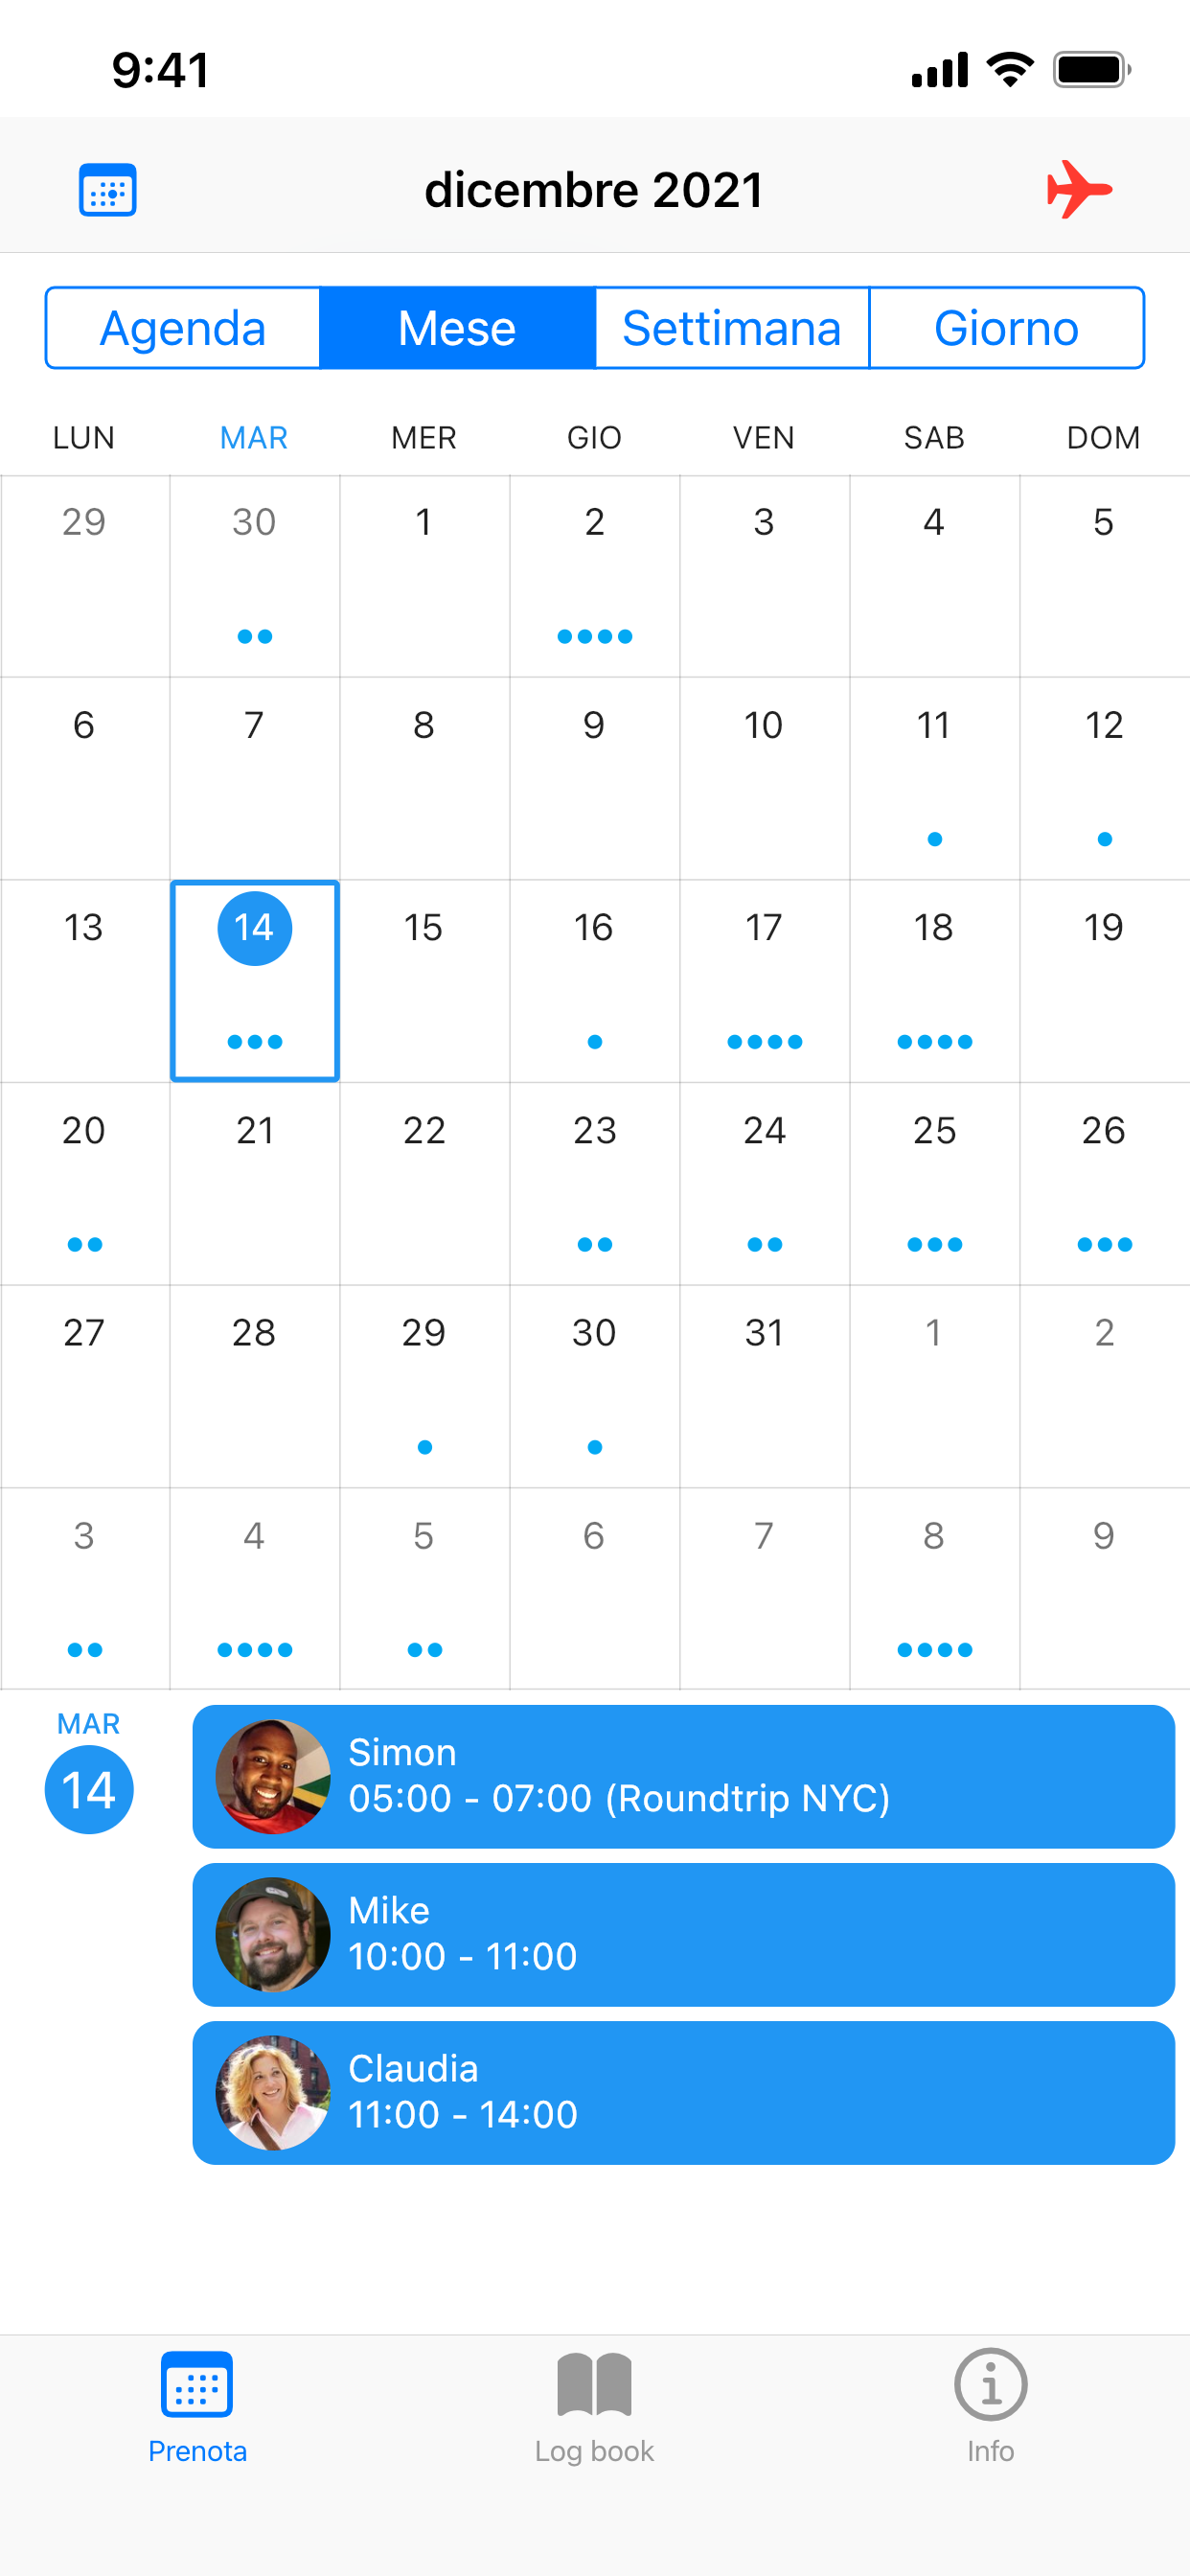 9:41
dicembre 2021
Agenda Mese Settimana Giorno
LUN MAR MER GIO VEN SAB DOM
29 30 1 2 3 4 5
6 7 8 9 10 11 12
13 14 15 16 17 18 19
20 21 22 23 24 25 26
27 28 29 30 31 1 2
3 4 5 6 7 8 9
MAR
14
Simon
05:00 - 07:00 (Roundtrip NYC)
Mike
10:00 - 11:00
Claudia
11:00 - 14:00
Prenota Log book Info